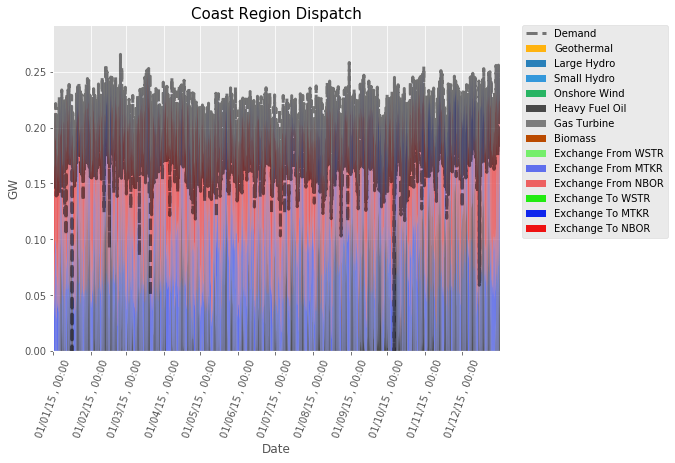 Coast Region Dispatch
GW
0.25
0.20
0.15
0.10
0.05
0.00
01/01/15 , 00:00
01/02/15 , 00:00
01/03/15 , 00:00
01/04/15 , 00:00
01/05/15 , 00:00
01/06/15 , 00:00
01/07/15 , 00:00
01/08/15 , 00:00
01/09/15 , 00:00
01/10/15 , 00:00
01/11/15 , 00:00
01/12/15 , 00:00
Date
Demand
Geothermal
Large Hydro
Small Hydro
Onshore Wind
Heavy Fuel Oil
Gas Turbine
Biomass
Exchange From WSTR
Exchange From MTKR
Exchange From NBOR
Exchange To WSTR
Exchange To MTKR
Exchange To NBOR